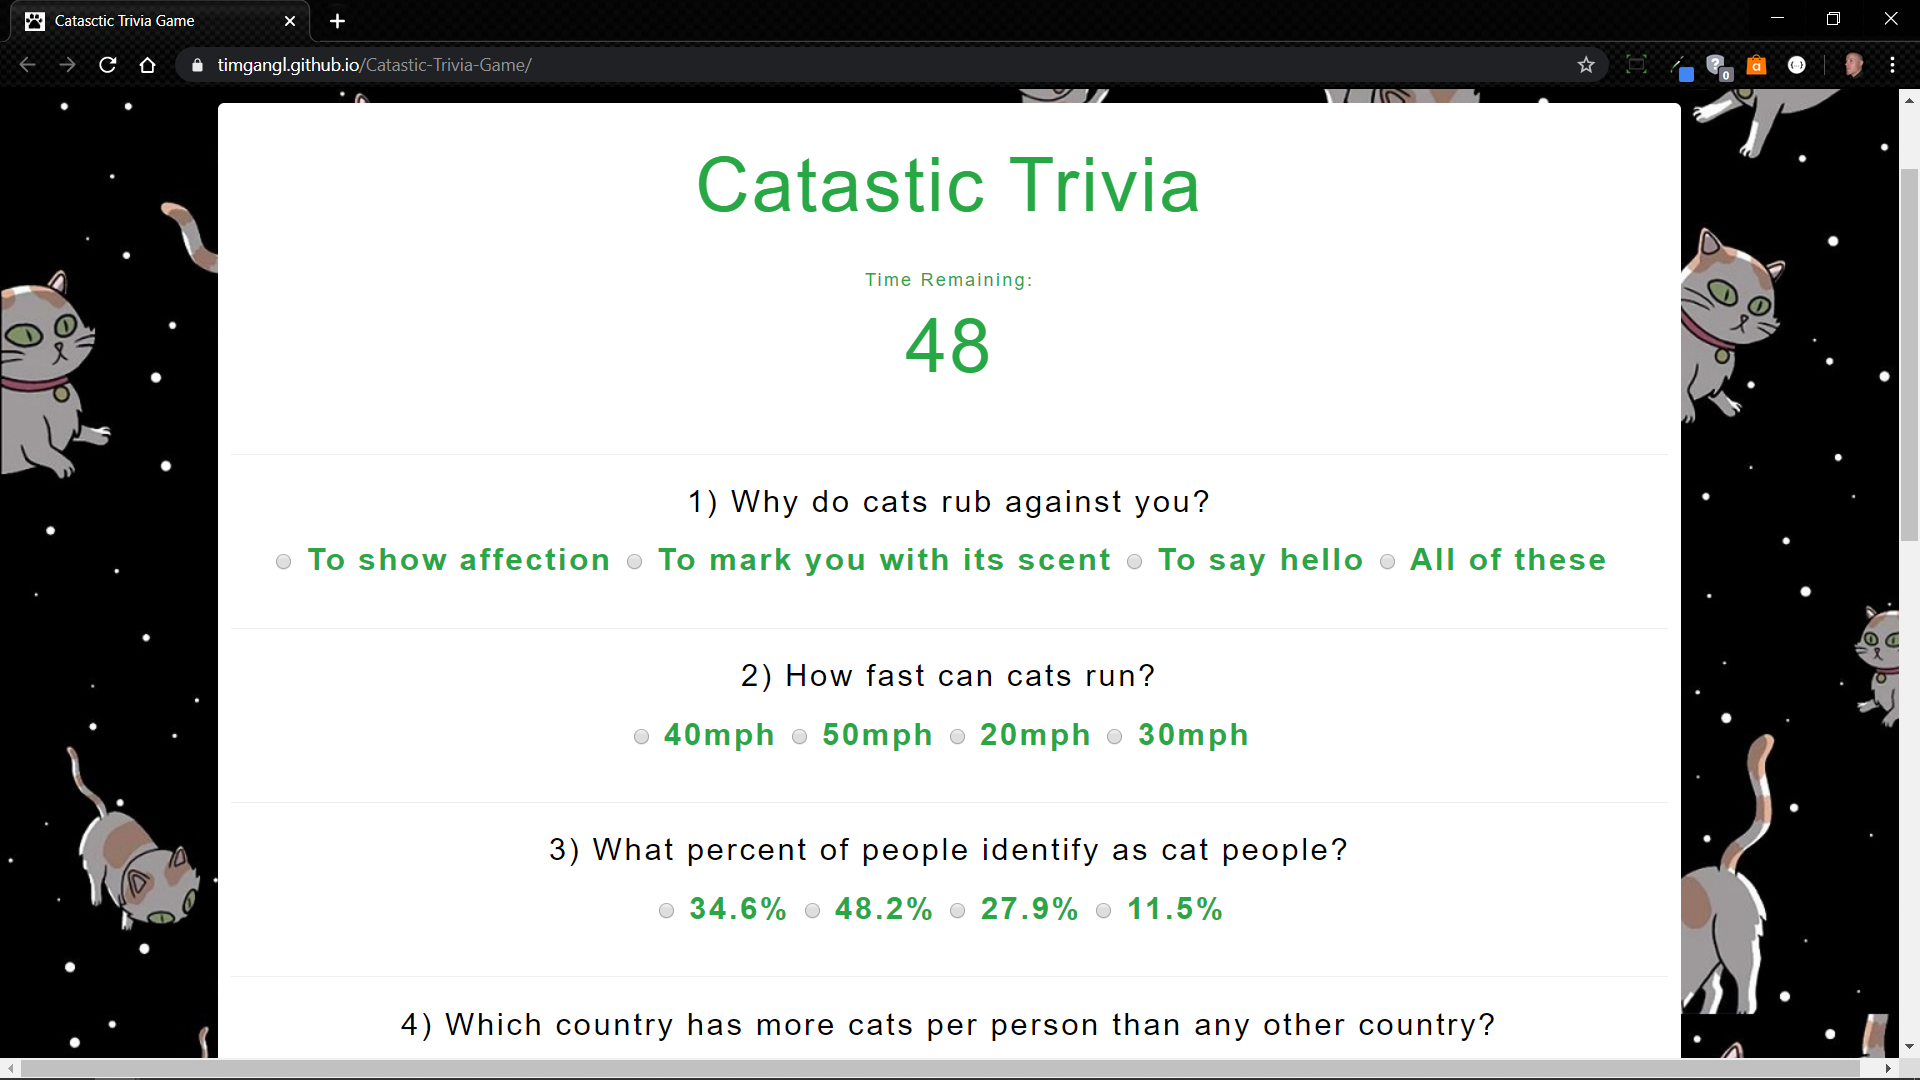 Catasctic Trivia Game
timgangl.github.io/Catastic-Trivia-Game/
0
a
Catastic Trivia
Time Remaining:
48
1) Why do cats rub against you?
To show affection To mark you with its scent To say hello All of these
2) How fast can cats run?
40mph 50mph 20mph 30mph
3) What percent of people identify as cat people?
34.6% 48.2% 27.9% 11.5%
4) Which country has more cats per person than any other country?